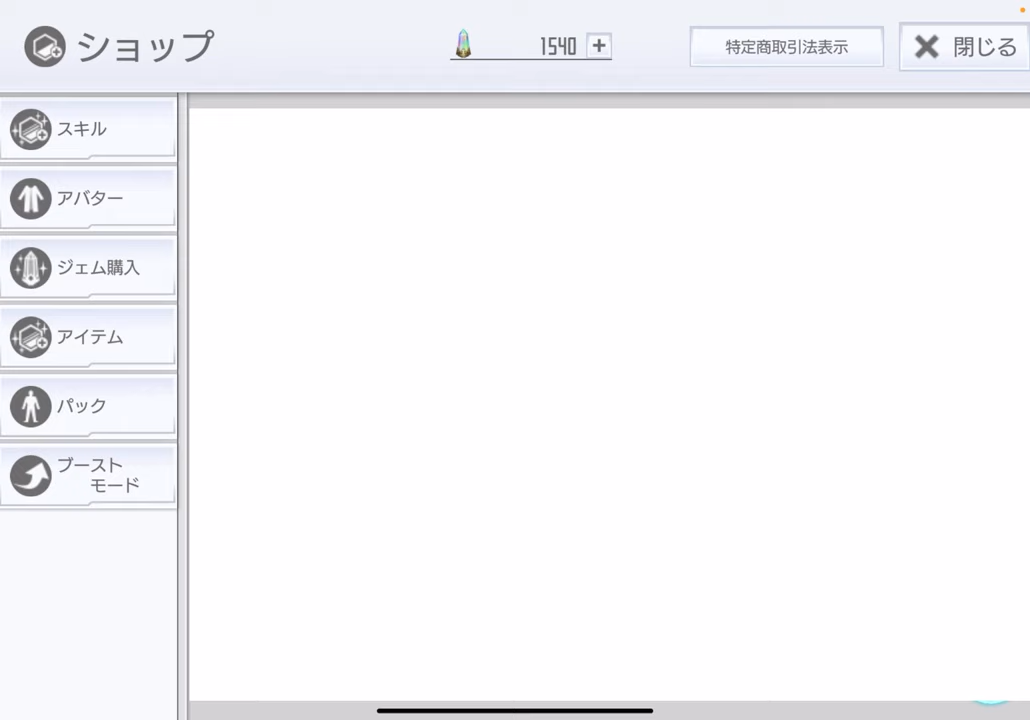 ショップ
1540
特定商取引法表示
閉じる
スキル
アバター
ジェム購入
アイテム
パック
ブースト
モード